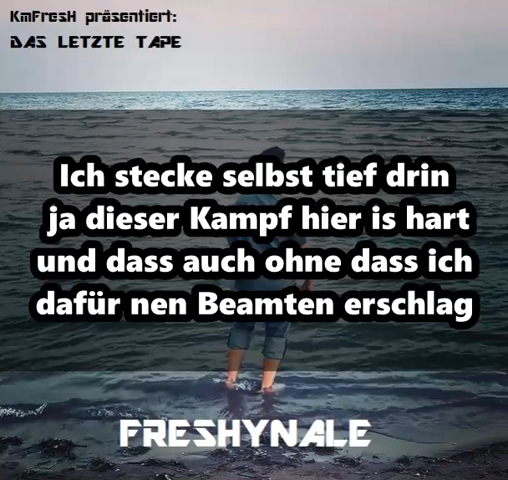 KmFresH präsentiert:
DAS LETZTE TAPE
Ich stecke selbst tief drin
ja dieser Kampf hier is hart
und dass auch ohne dass ich
dafür nen Beamten erschlag
FRESHYNALE